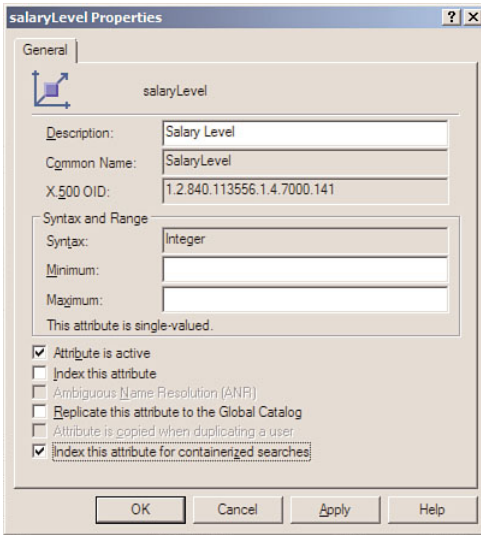 salaryLevel Properties
General
salaryLevel
Description: Salary Level
Common Name: SalaryLevel
X.500 OID: 1.2.840.113556.1.4.7000.141
Syntax and Range
Syntax: Integer
Minimum:
Maximum:
This attribute is single-valued.
Attribute is active
Index this attribute
Ambiguous Name Resolution (ANR)
Replicate this attribute to the Global Catalog
Attribute is copied when duplicating a user
Index this attribute for containerized searches
OK Cancel Apply Help